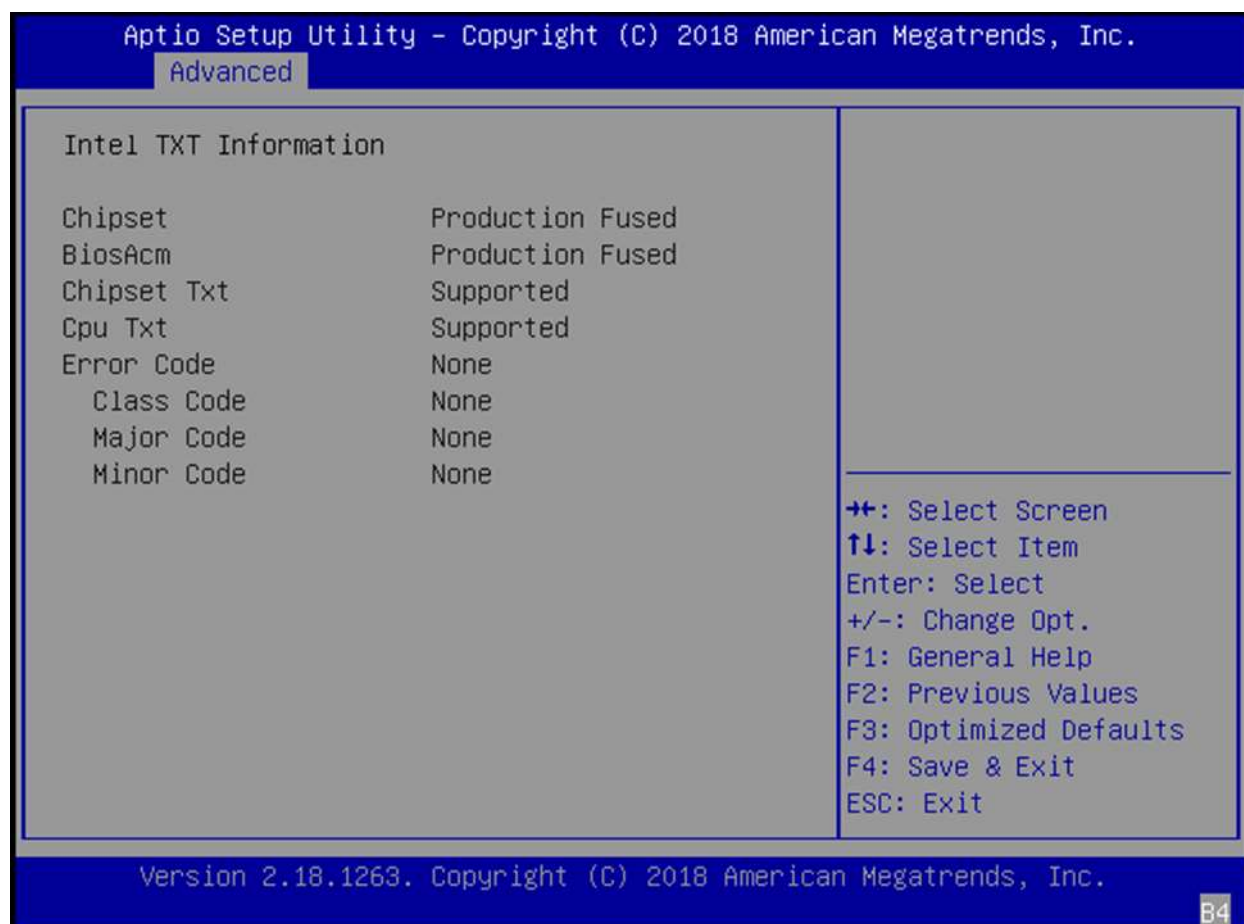 Aptio Setup Utility – Copyright (C) 2018 American Megatrends, Inc.
Advanced
Intel TXT Information
Chipset Production Fused
BiosAcm Production Fused
Chipset Txt Supported
Cpu Txt Supported
Error Code None
Class Code None
Major Code None
Minor Code None
→←: Select Screen
↑↓: Select Item
Enter: Select
+/-: Change Opt.
F1: General Help
F2: Previous Values
F3: Optimized Defaults
F4: Save & Exit
ESC: Exit
Version 2.18.1263. Copyright (C) 2018 American Megatrends, Inc.
B4